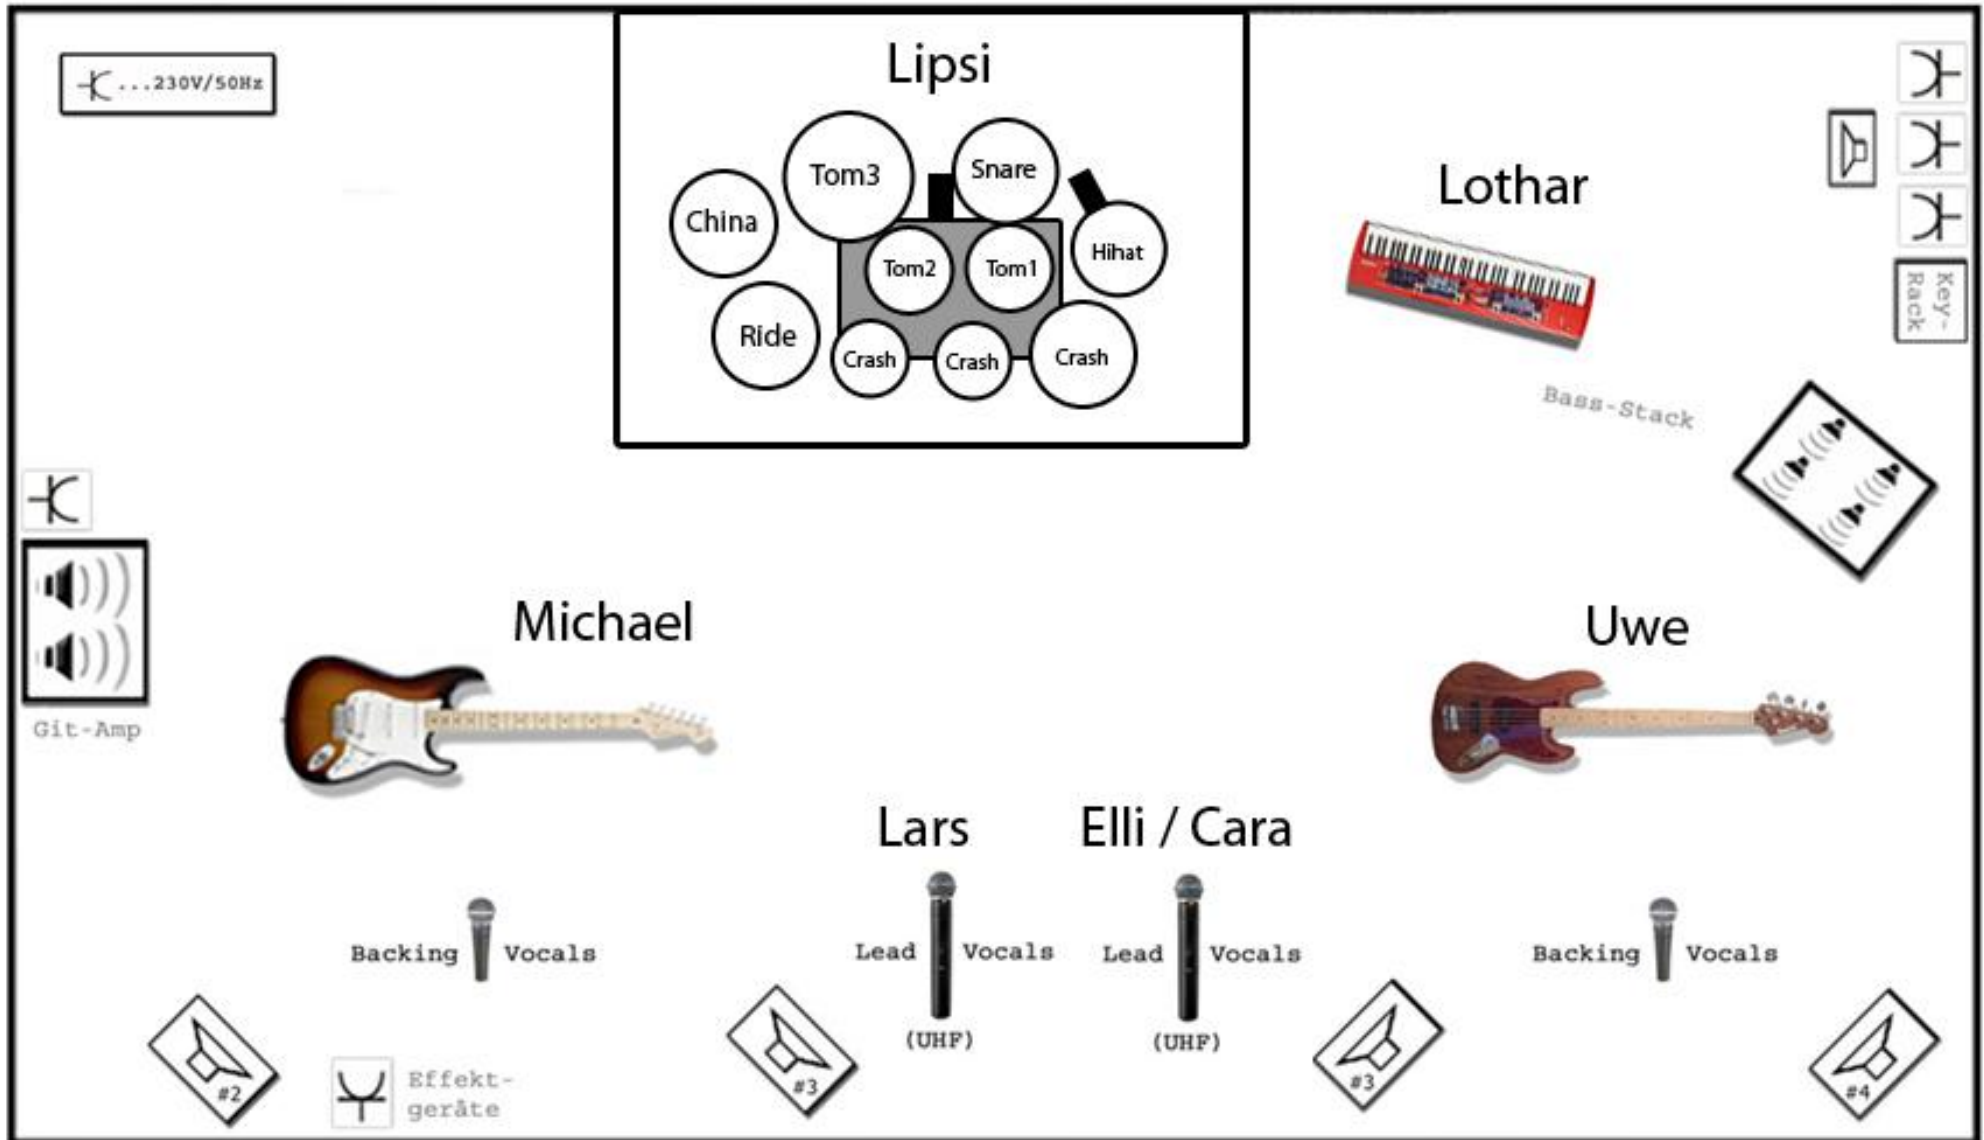 ...230V/50Hz
Lipsi
Tom3
Snare
China
Hihat
Tom2
Tom1
Ride
Crash
Crash
Crash
Lothar
Key-
Rack
Bass-Stack
Git-Amp
Michael
Uwe
Lars
Elli / Cara
Backing Vocals
Lead Vocals
(UHF)
Lead Vocals
(UHF)
Backing Vocals
#2
Effekt-
geräte
#3
#3
#4